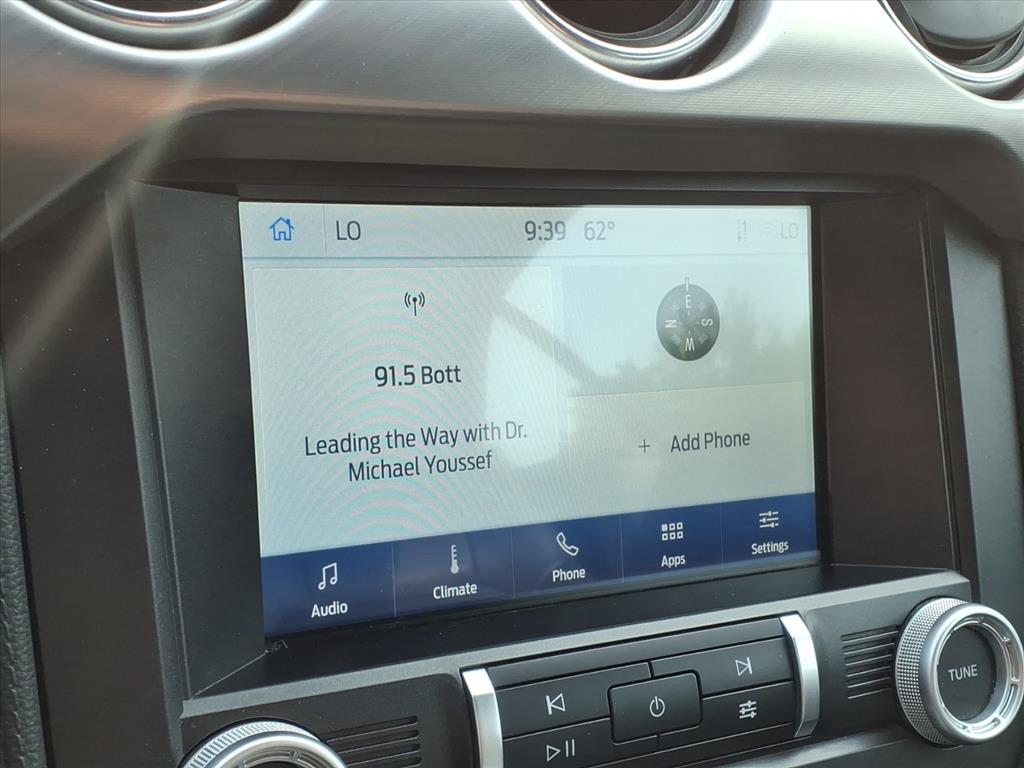 LO 9:39 62° LO
91.5 Bott
Leading the Way with Dr.
Michael Youssef
E
N S
W
+ Add Phone
Audio Climate Phone Apps Settings
TUNE